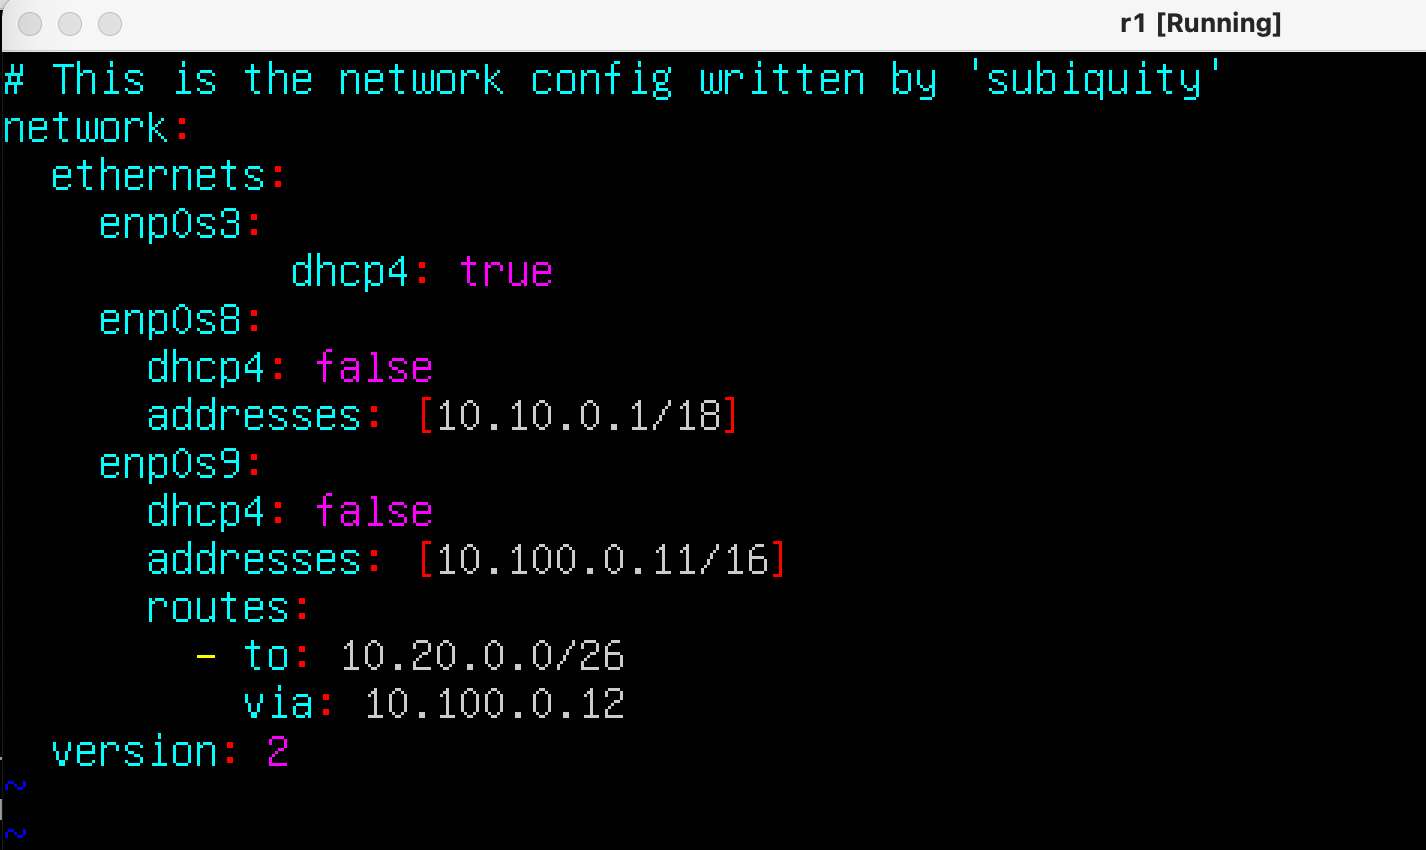 r1 [Running]
# This is the network config written by 'subiquity'
network:
  ethernets:
    enp0s3:
            dhcp4: true
    enp0s8:
      dhcp4: false
      addresses: [10.10.0.1/18]
    enp0s9:
      dhcp4: false
      addresses: [10.100.0.11/16]
      routes:
        - to: 10.20.0.0/26
          via: 10.100.0.12
  version: 2
~
~